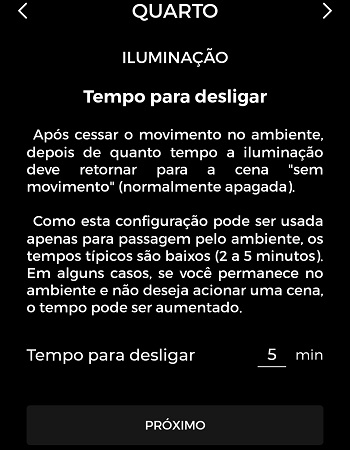 QUARTO
ILUMINAÇÃO
Tempo para desligar
Após cessar o movimento no ambiente,
depois de quanto tempo a iluminação
deve retornar para a cena "sem
movimento" (normalmente apagada).
Como esta configuração pode ser usada
apenas para passagem pelo ambiente, os
tempos típicos são baixos (2 a 5 minutos).
Em alguns casos, se você permanece no
ambiente e não deseja acionar uma cena,
o tempo pode ser aumentado.
Tempo para desligar 5 min
PRÓXIMO